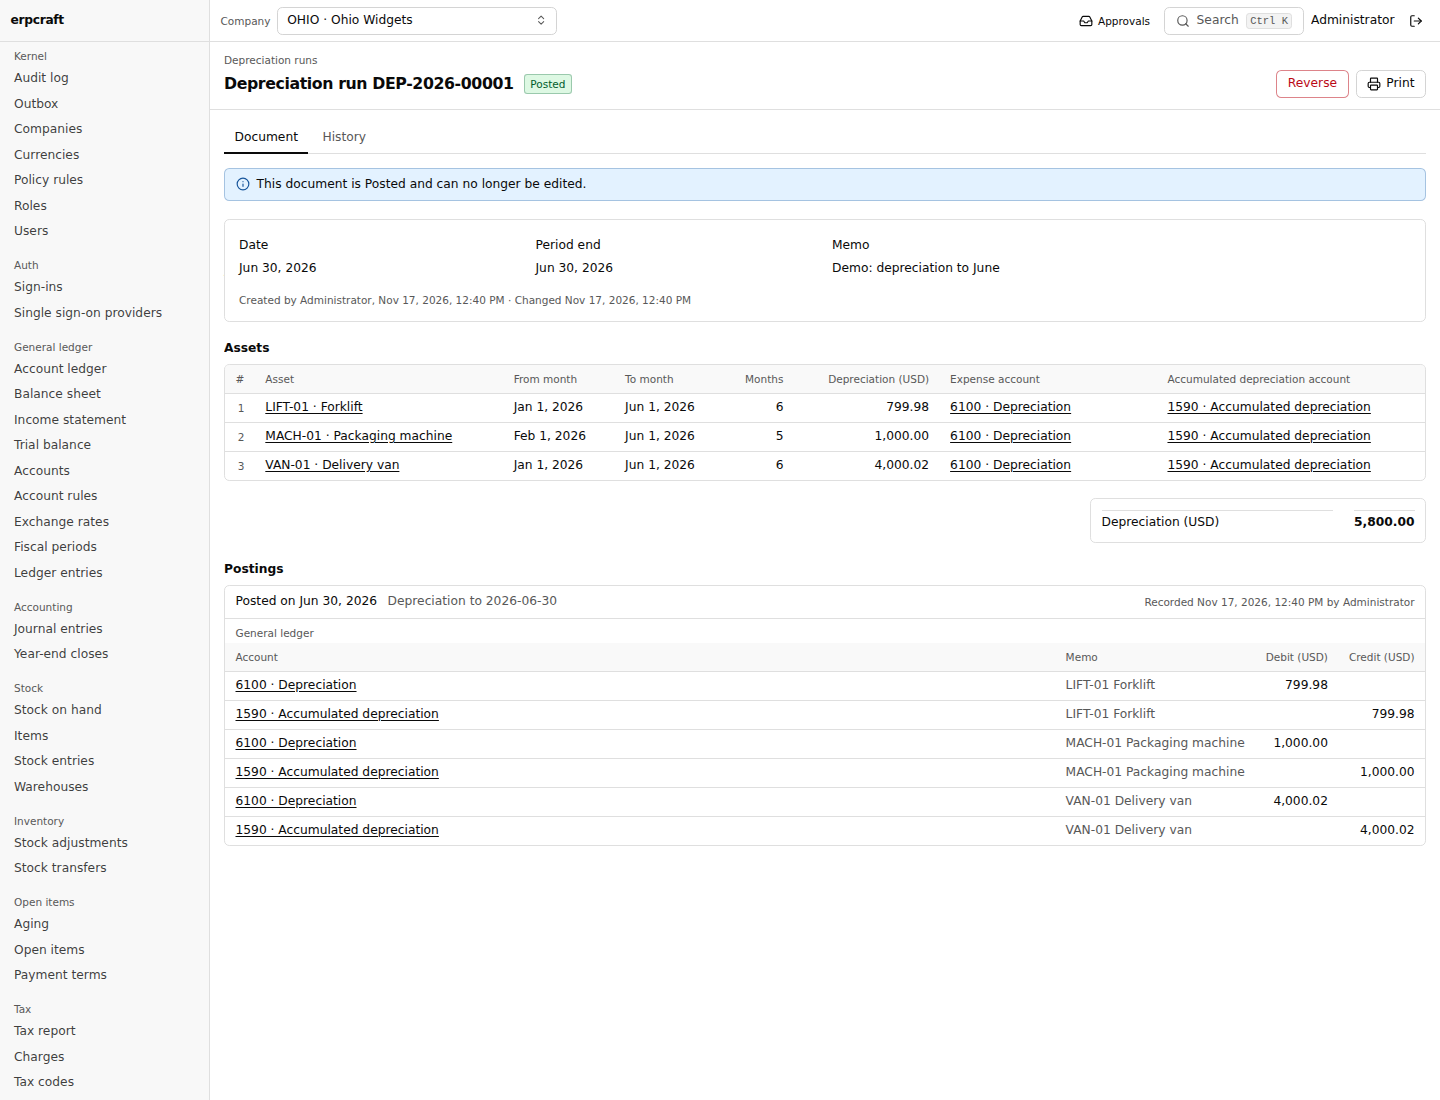 erpcraft
Company
OHIO · Ohio Widgets
Approvals
Search Ctrl K
Administrator
Kernel
Audit log
Outbox
Companies
Currencies
Policy rules
Roles
Users
Auth
Sign-ins
Single sign-on providers
General ledger
Account ledger
Balance sheet
Income statement
Trial balance
Accounts
Account rules
Exchange rates
Fiscal periods
Ledger entries
Accounting
Journal entries
Year-end closes
Stock
Stock on hand
Items
Stock entries
Warehouses
Inventory
Stock adjustments
Stock transfers
Open items
Aging
Open items
Payment terms
Tax
Tax report
Charges
Tax codes
Depreciation runs
Depreciation run DEP-2026-00001 Posted
Reverse Print
Document History
This document is Posted and can no longer be edited.
Date Period end Memo
Jun 30, 2026 Jun 30, 2026 Demo: depreciation to June
Created by Administrator, Nov 17, 2026, 12:40 PM · Changed Nov 17, 2026, 12:40 PM
Assets
# Asset From month To month Months Depreciation (USD) Expense account Accumulated depreciation account
1 LIFT-01 · Forklift Jan 1, 2026 Jun 1, 2026 6 799.98 6100 · Depreciation 1590 · Accumulated depreciation
2 MACH-01 · Packaging machine Feb 1, 2026 Jun 1, 2026 5 1,000.00 6100 · Depreciation 1590 · Accumulated depreciation
3 VAN-01 · Delivery van Jan 1, 2026 Jun 1, 2026 6 4,000.02 6100 · Depreciation 1590 · Accumulated depreciation
Depreciation (USD) 5,800.00
Postings
Posted on Jun 30, 2026 Depreciation to 2026-06-30 Recorded Nov 17, 2026, 12:40 PM by Administrator
General ledger
Account Memo Debit (USD) Credit (USD)
6100 · Depreciation LIFT-01 Forklift 799.98
1590 · Accumulated depreciation LIFT-01 Forklift 799.98
6100 · Depreciation MACH-01 Packaging machine 1,000.00
1590 · Accumulated depreciation MACH-01 Packaging machine 1,000.00
6100 · Depreciation VAN-01 Delivery van 4,000.02
1590 · Accumulated depreciation VAN-01 Delivery van 4,000.02